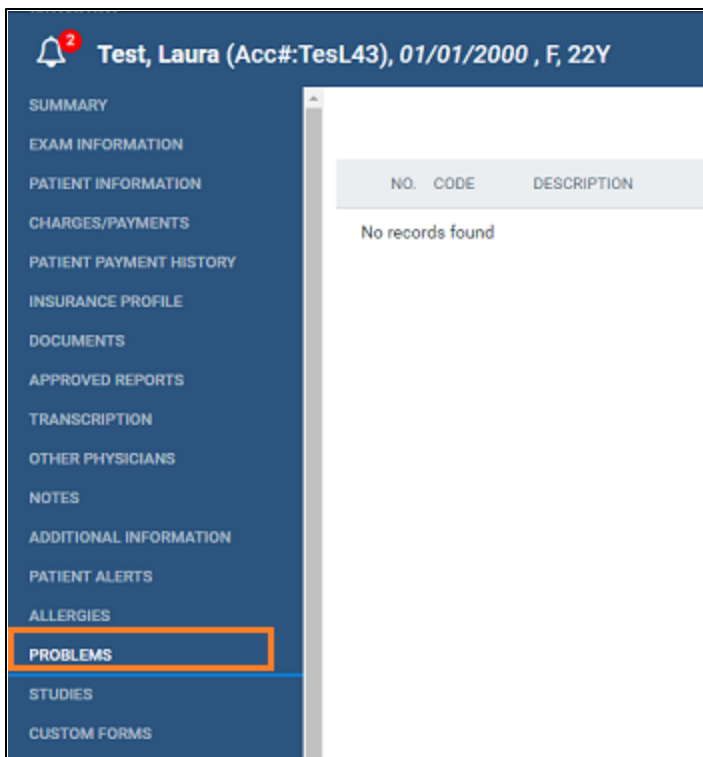 2
Test, Laura (Acc#:TesL43), 01/01/2000 , F, 22Y
SUMMARY
EXAM INFORMATION
PATIENT INFORMATION
CHARGES/PAYMENTS
PATIENT PAYMENT HISTORY
INSURANCE PROFILE
DOCUMENTS
APPROVED REPORTS
TRANSCRIPTION
OTHER PHYSICIANS
NOTES
ADDITIONAL INFORMATION
PATIENT ALERTS
ALLERGIES
PROBLEMS
STUDIES
CUSTOM FORMS
NO. CODE DESCRIPTION
No records found